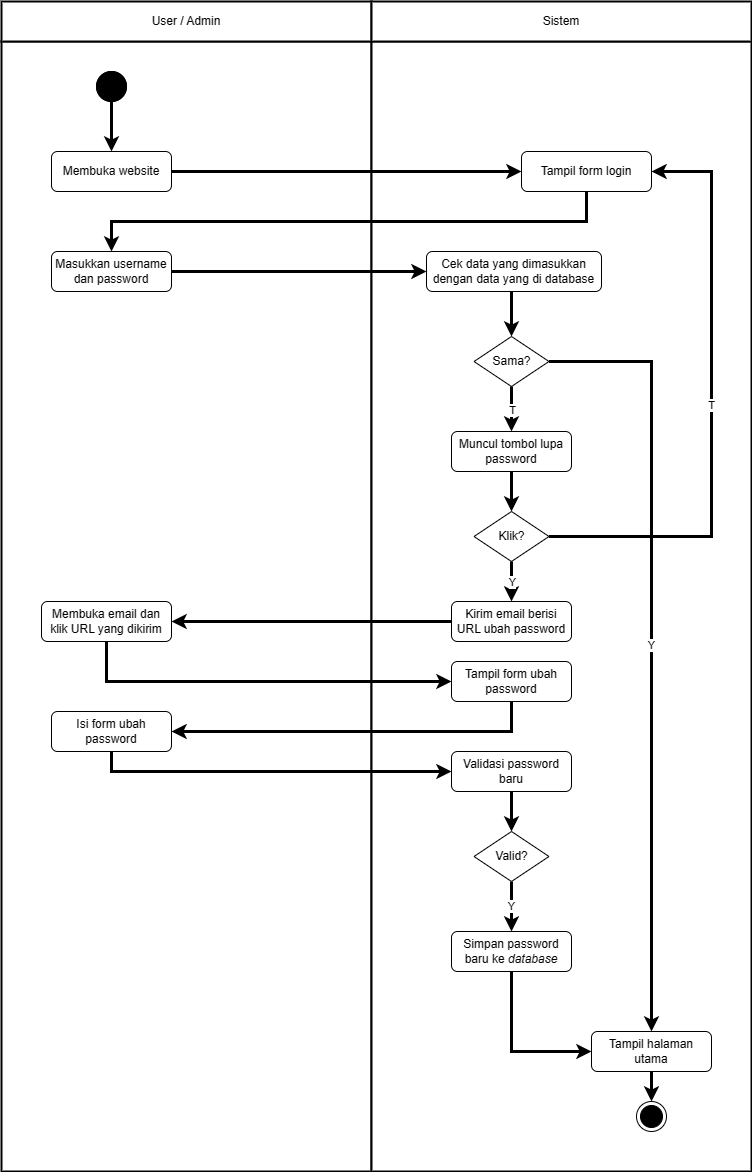 User / Admin
Sistem
Membuka website
Tampil form login
Masukkan username
dan password
Cek data yang dimasukkan
dengan data yang di database
Sama?
T
T
Muncul tombol lupa
password
Klik?
Y
Membuka email dan
klik URL yang dikirim
Kirim email berisi
URL ubah password
Y
Tampil form ubah
password
Isi form ubah
password
Validasi password
baru
Valid?
Y
Simpan password
baru ke database
Tampil halaman
utama